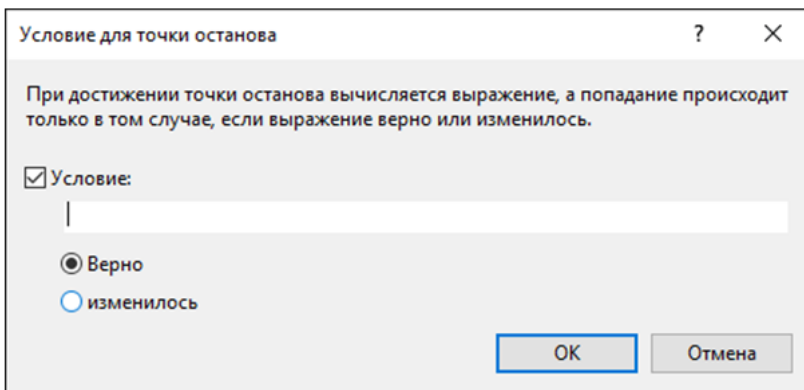 Условие для точки останова
?
При достижении точки останова вычисляется выражение, а попадание происходит
только в том случае, если выражение верно или изменилось.
Условие:
Верно
изменилось
ОК
Отмена